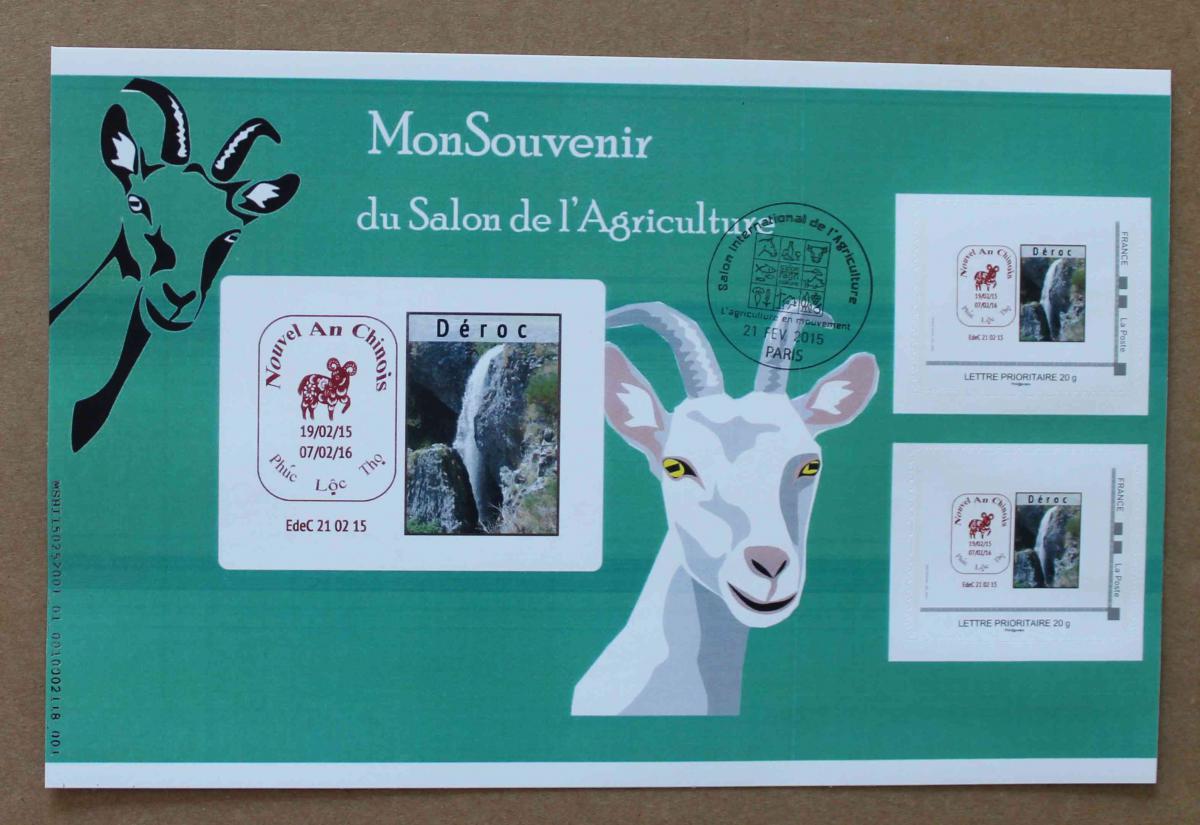 MonSouvenir
du Salon de l'Agriculture
Salon International de l'Agriculture
L'agriculture en mouvement
21 FEV 2015
PARIS
Nouvel An Chinois
19/02/15
07/02/16
Phúc Lộc Thọ
EdeC 21 02 15
Déroc
Nouvel An Chinois
19/02/15
07/02/16
Phúc Lộc Thọ
EdeC 21 02 15
Déroc
FRANCE
La Poste
LETTRE PRIORITAIRE 20 g
Nouvel An Chinois
19/02/15
07/02/16
Phúc Lộc Thọ
EdeC 21 02 15
Déroc
FRANCE
La Poste
LETTRE PRIORITAIRE 20 g